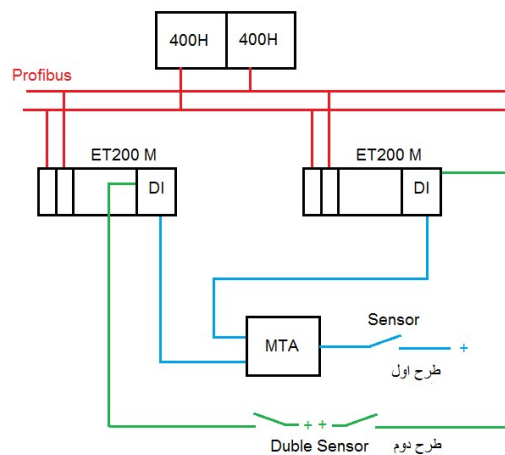 400H 400H
Profibus
ET200 M ET200 M
DI DI
Sensor
MTA +
طرح اول
+ +
Duble Sensor طرح دوم